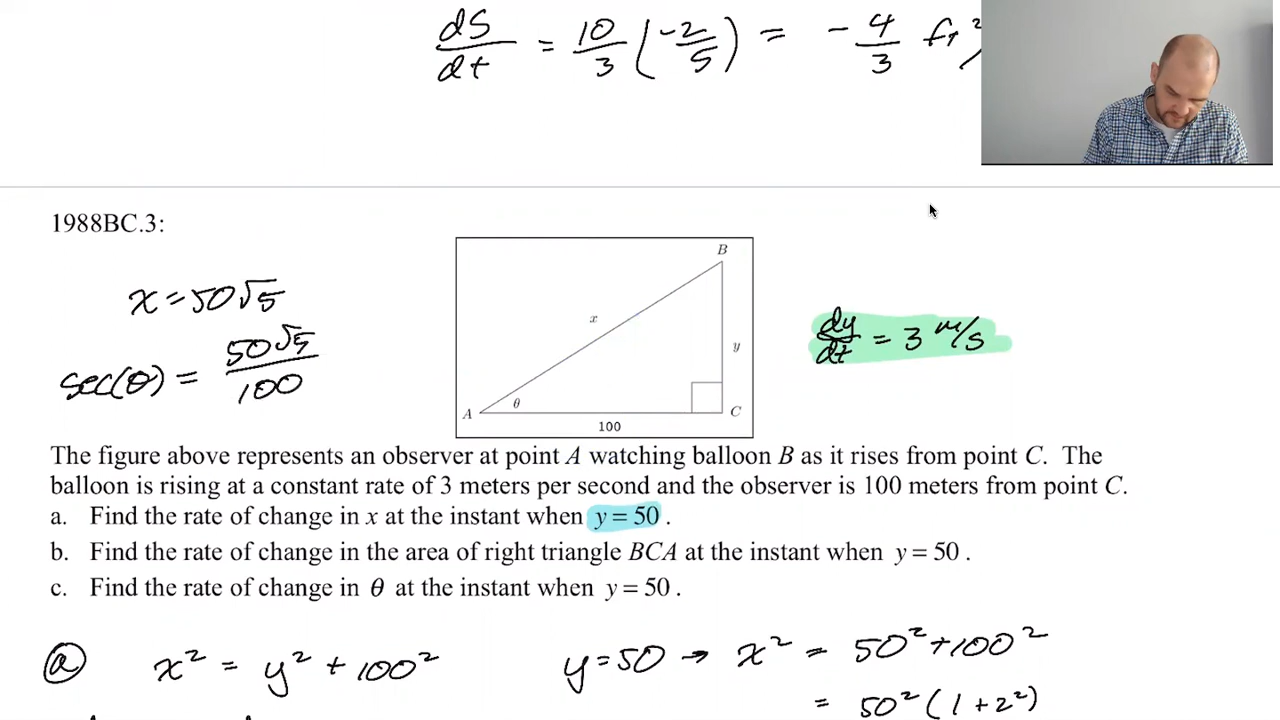 dS/dt = 10/3 (-2/5) = -4/3 ft²/
1988BC.3:
x = 50√5
sec(θ) = 50√5/100
B
x
y
A
θ
C
100
dy/dt = 3 m/s
The figure above represents an observer at point A watching balloon B as it rises from point C. The
balloon is rising at a constant rate of 3 meters per second and the observer is 100 meters from point C.
a. Find the rate of change in x at the instant when y = 50.
b. Find the rate of change in the area of right triangle BCA at the instant when y = 50.
c. Find the rate of change in θ at the instant when y = 50.
ⓐ x² = y² + 100²
y = 50 → x² = 50² + 100²
= 50² (1 + 2²)